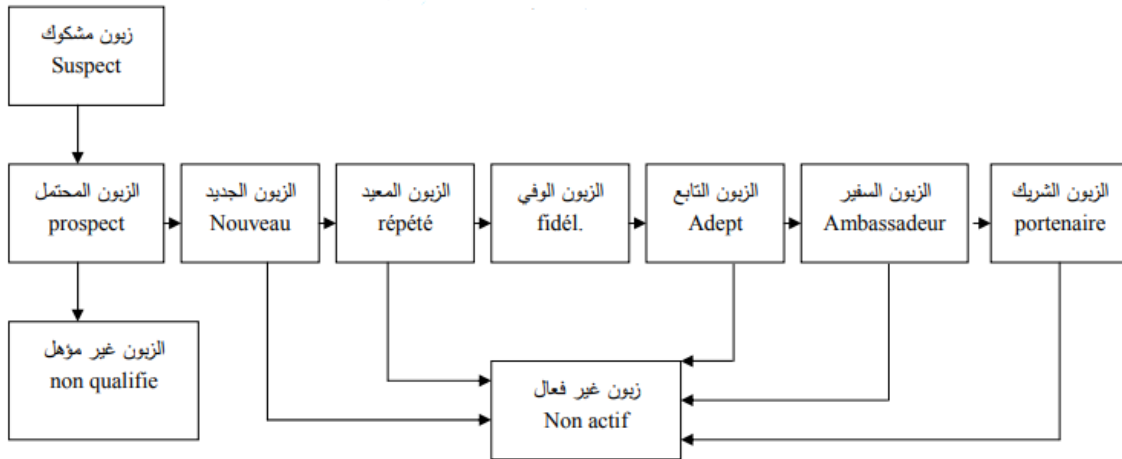 زبون مشكوك
Suspect
الزبون المحتمل
prospect
الزبون الجديد
Nouveau
الزبون المعيد
répété
الزبون الوفي
fidél.
الزبون التابع
Adept
الزبون السفير
Ambassadeur
الزبون الشريك
portenaire
الزبون غير مؤهل
non qualifie
زبون غير فعال
Non actif